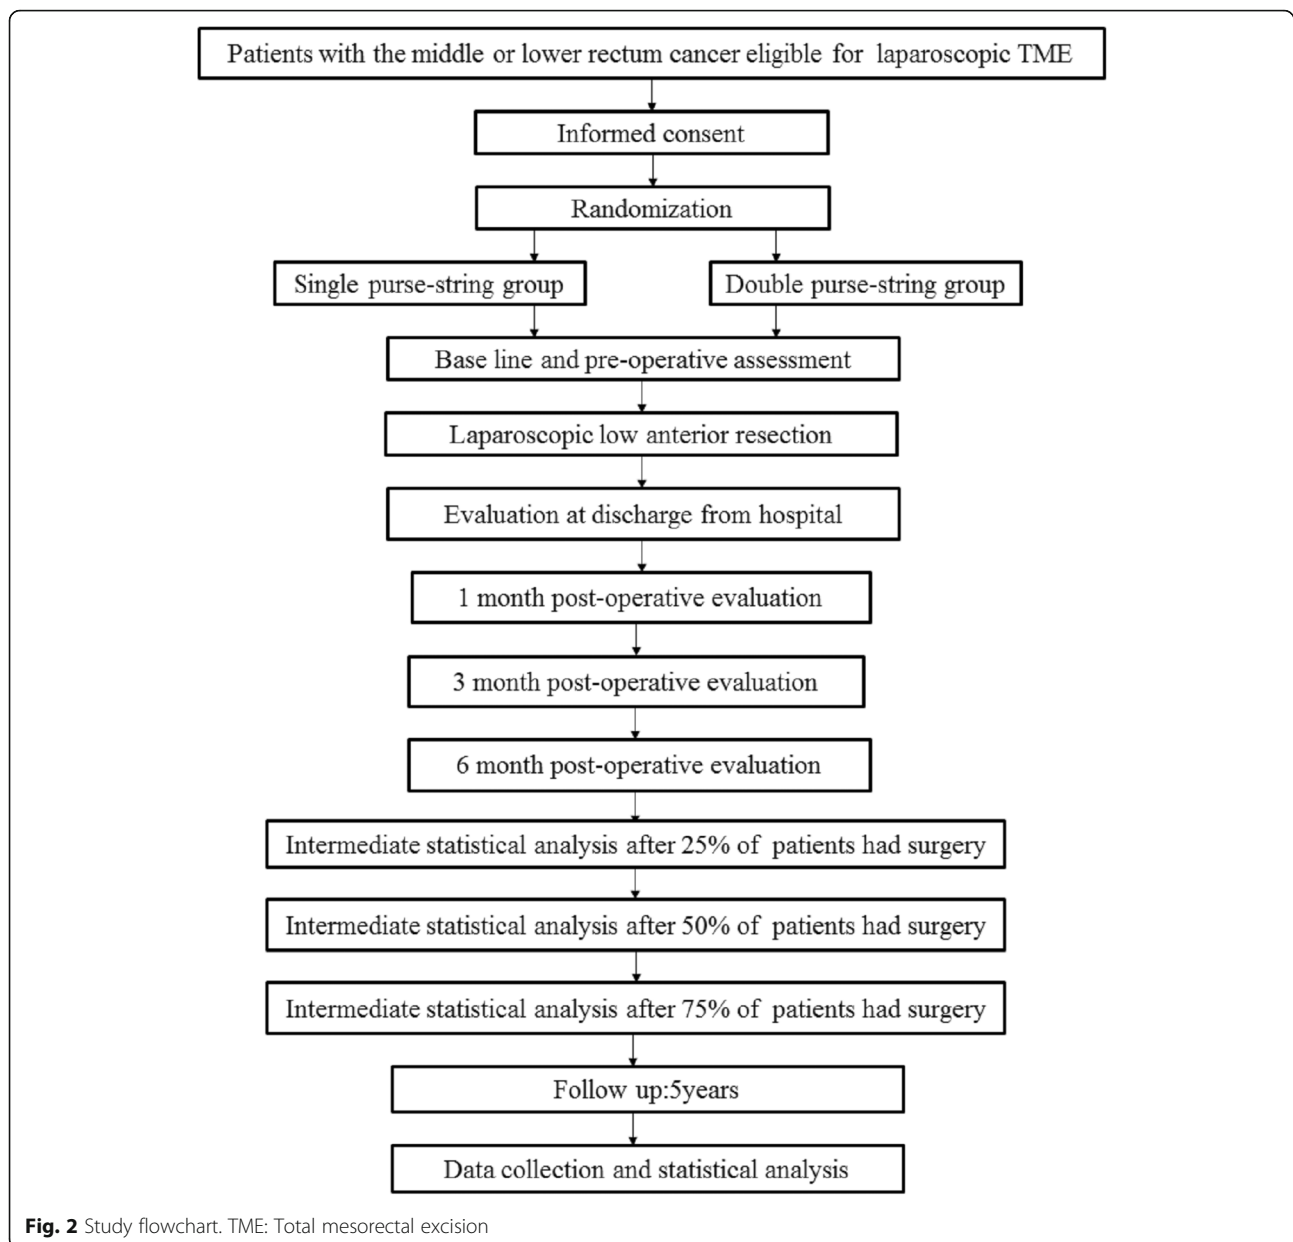 Patients with the middle or lower rectum cancer eligible for laparoscopic TME
Informed consent
Randomization
Single purse-string group
Double purse-string group
Base line and pre-operative assessment
Laparoscopic low anterior resection
Evaluation at discharge from hospital
1 month post-operative evaluation
3 month post-operative evaluation
6 month post-operative evaluation
Intermediate statistical analysis after 25% of patients had surgery
Intermediate statistical analysis after 50% of patients had surgery
Intermediate statistical analysis after 75% of patients had surgery
Follow up:5years
Data collection and statistical analysis
Fig. 2 Study flowchart. TME: Total mesorectal excision